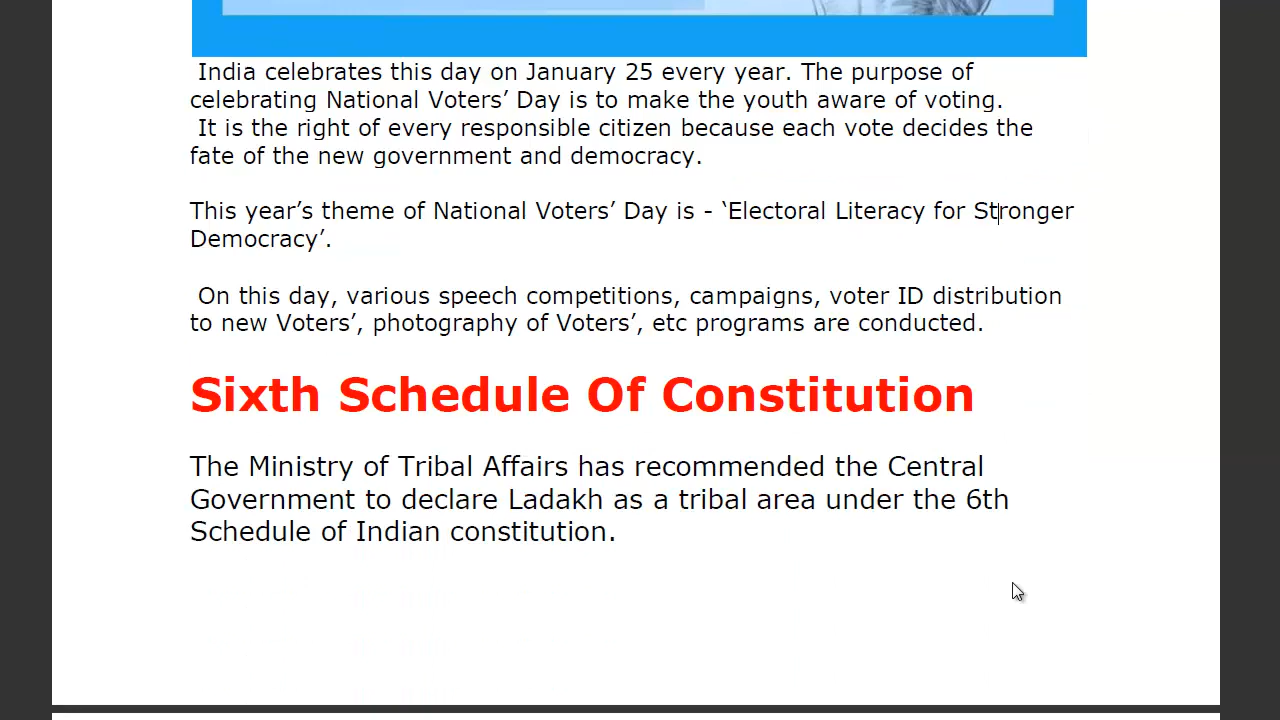 India celebrates this day on January 25 every year. The purpose of
celebrating National Voters’ Day is to make the youth aware of voting.
It is the right of every responsible citizen because each vote decides the
fate of the new government and democracy.
This year’s theme of National Voters’ Day is - ‘Electoral Literacy for Stronger
Democracy’.
On this day, various speech competitions, campaigns, voter ID distribution
to new Voters’, photography of Voters’, etc programs are conducted.
Sixth Schedule Of Constitution
The Ministry of Tribal Affairs has recommended the Central
Government to declare Ladakh as a tribal area under the 6th
Schedule of Indian constitution.